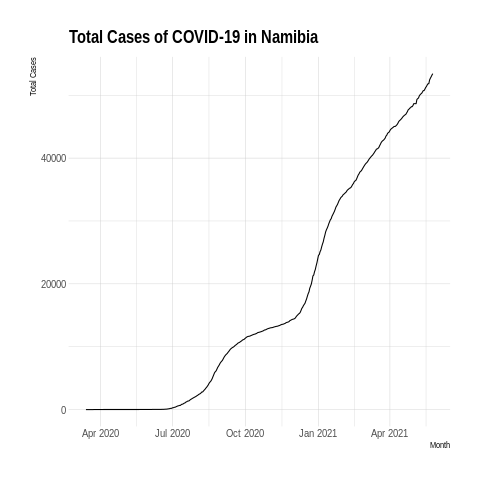 Total Cases of COVID-19 in Namibia
Total Cases
40000
20000
0
Apr 2020 Jul 2020 Oct 2020 Jan 2021 Apr 2021
Month